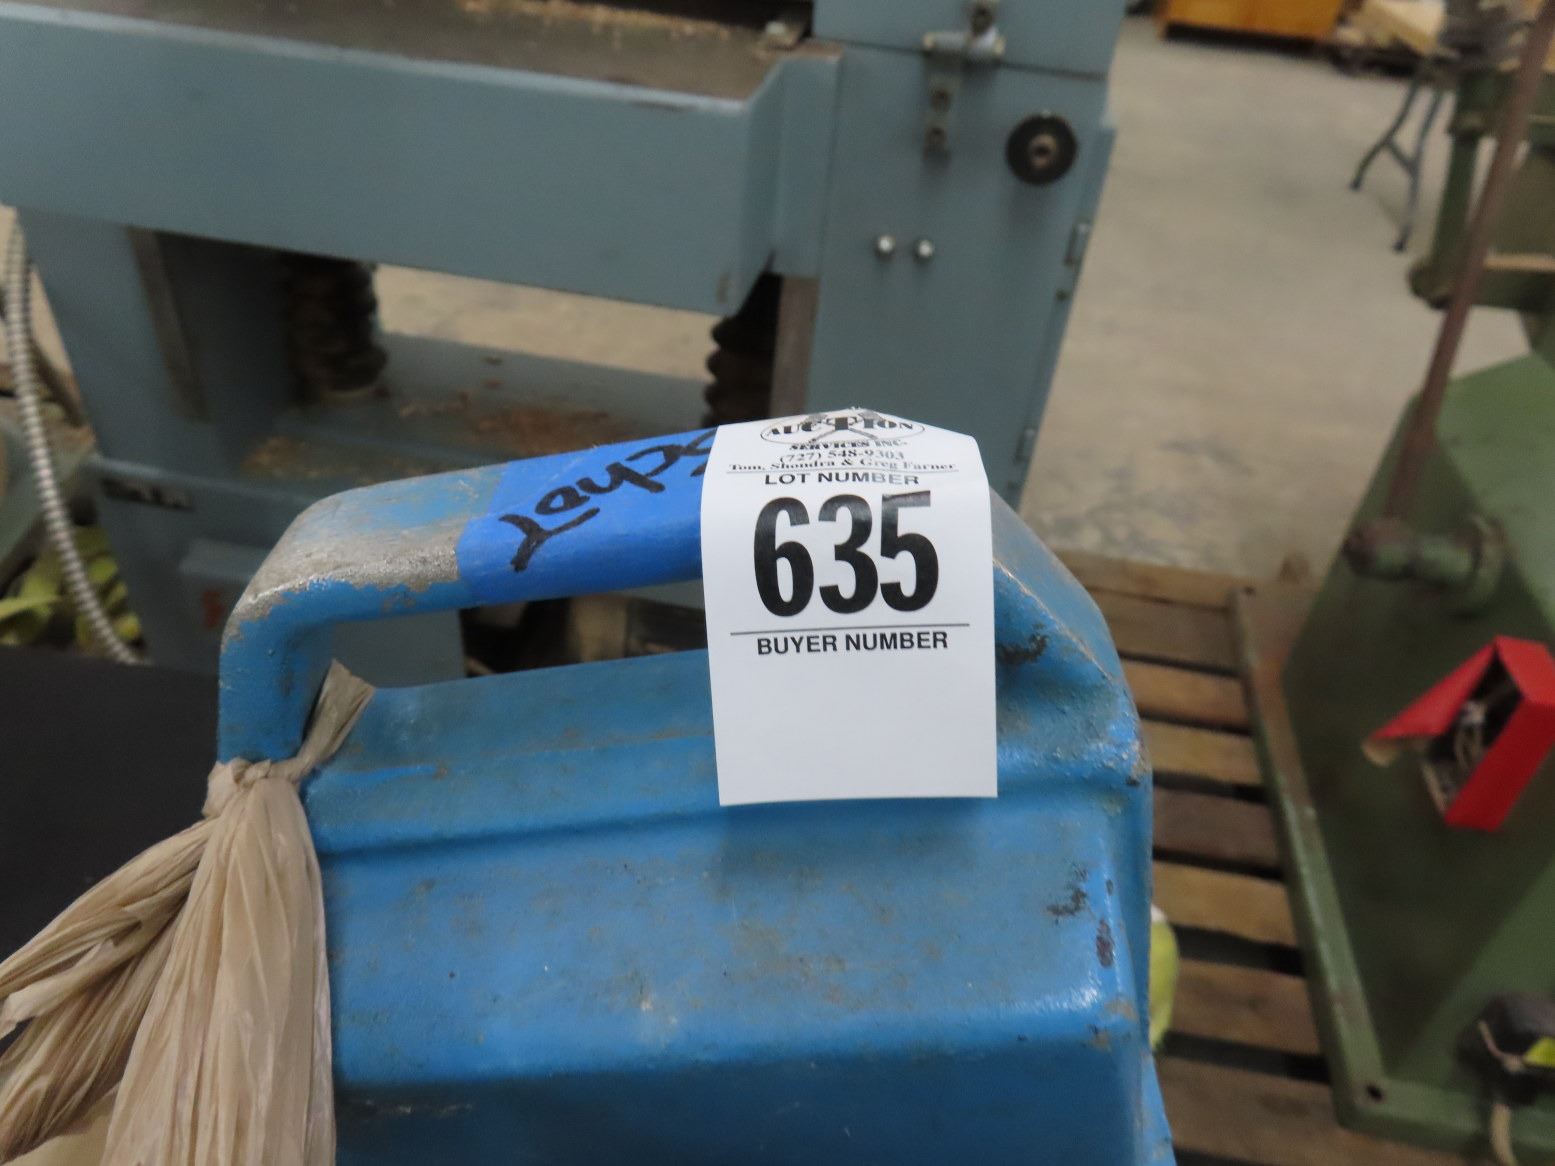 AUCTION
SERVICES INC.
(727) 548-9303
Tom, Shondra & Greg Farner
LOT NUMBER
635
BUYER NUMBER